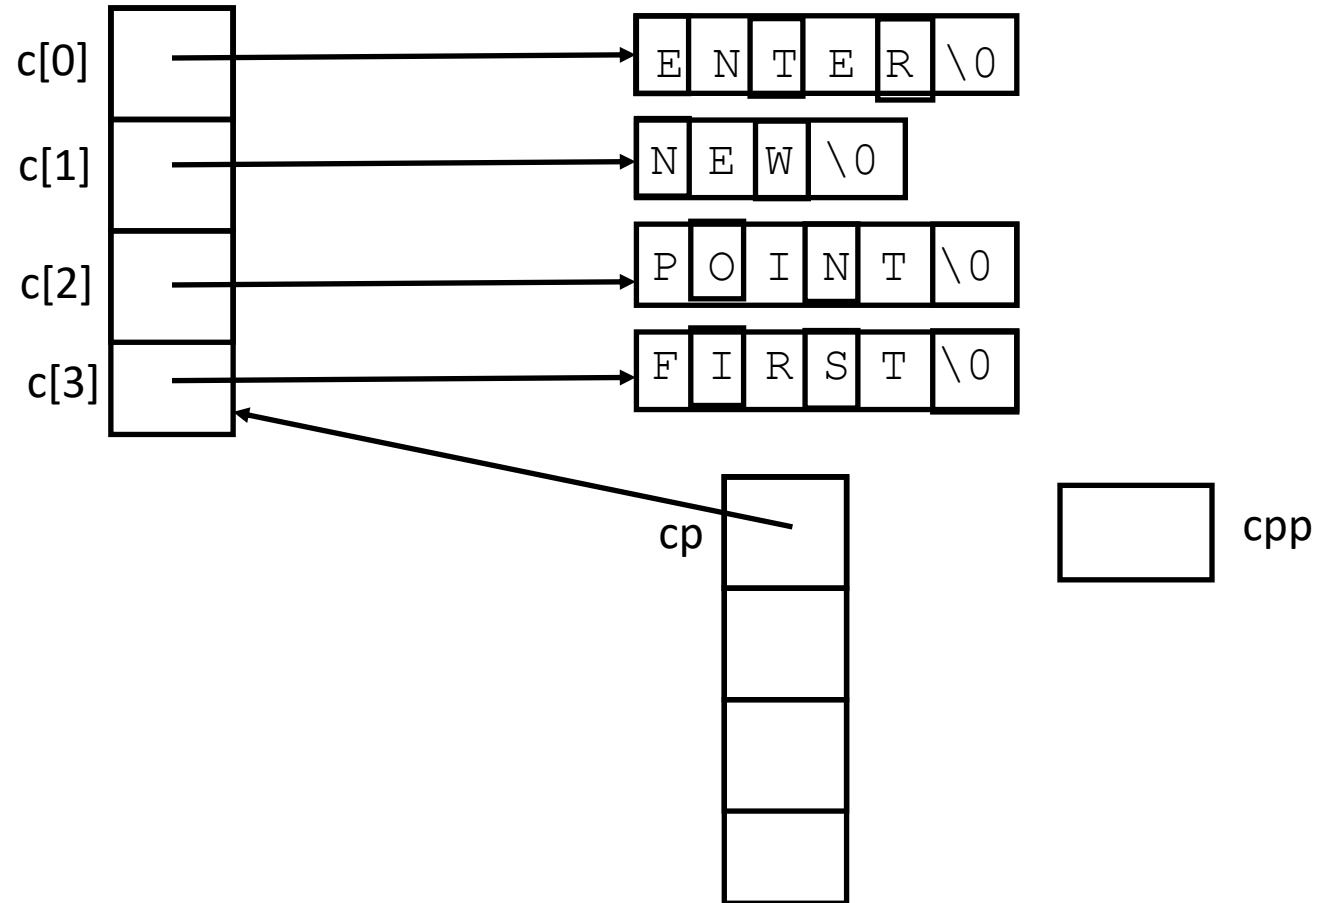 c[0] E N T E R \0
c[1] N E W \0
c[2] P O I N T \0
c[3] F I R S T \0
cp cpp